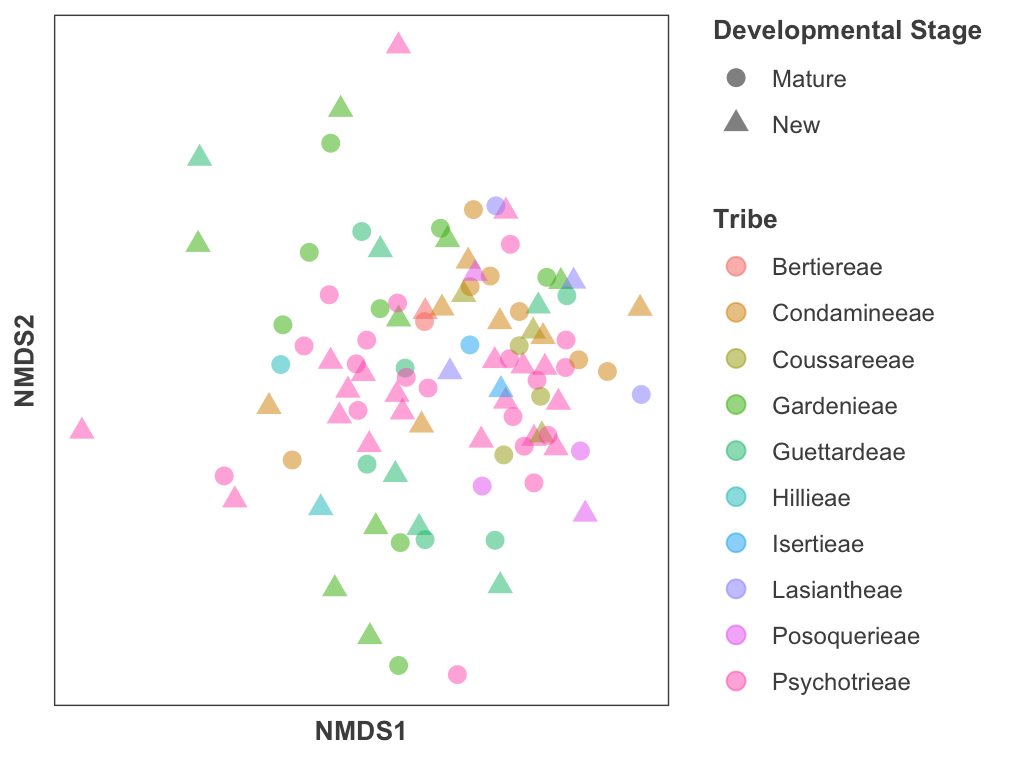 NMDS2
NMDS1
Developmental Stage
Mature
New
Tribe
Bertiereae
Condamineeae
Coussareeae
Gardenieae
Guettardeae
Hillieae
Isertieae
Lasiantheae
Posoquerieae
Psychotrieae